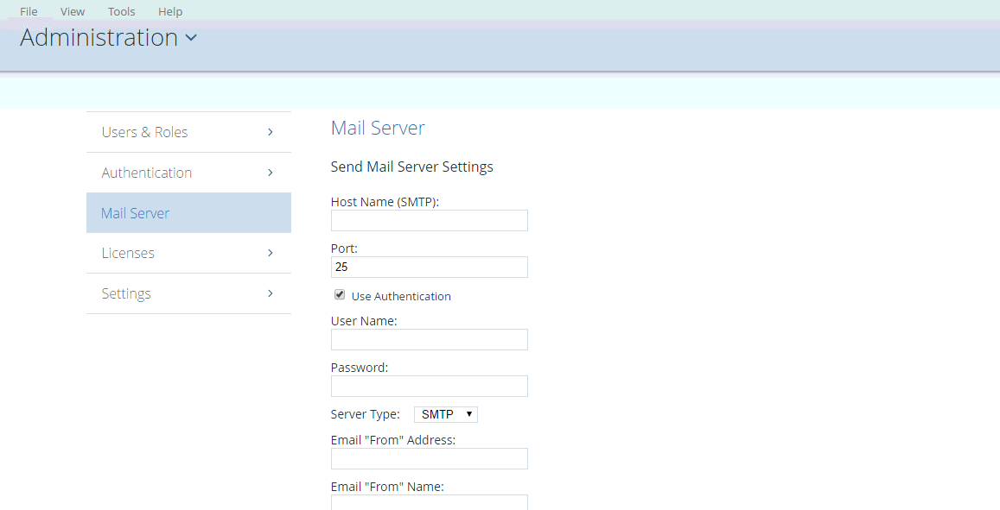 File View Tools Help
Administration
Users & Roles
Authentication
Mail Server
Licenses
Settings
Mail Server
Send Mail Server Settings
Host Name (SMTP):
Port:
25
Use Authentication
User Name:
Password:
Server Type: SMTP
Email "From" Address:
Email "From" Name: